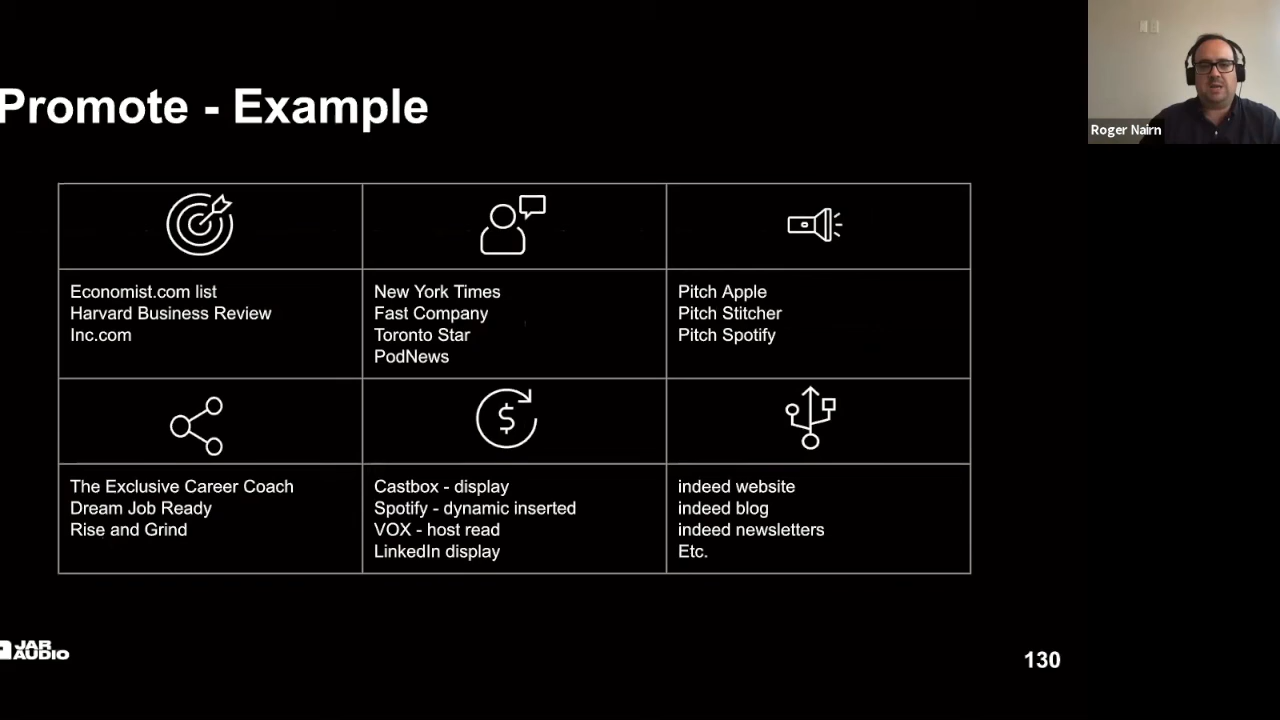 Promote - Example
Roger Nairn
Economist.com list
Harvard Business Review
Inc.com
New York Times
Fast Company
Toronto Star
PodNews
Pitch Apple
Pitch Stitcher
Pitch Spotify
$
The Exclusive Career Coach
Dream Job Ready
Rise and Grind
Castbox - display
Spotify - dynamic inserted
VOX - host read
LinkedIn display
indeed website
indeed blog
indeed newsletters
Etc.
JAR
AUDIO
130